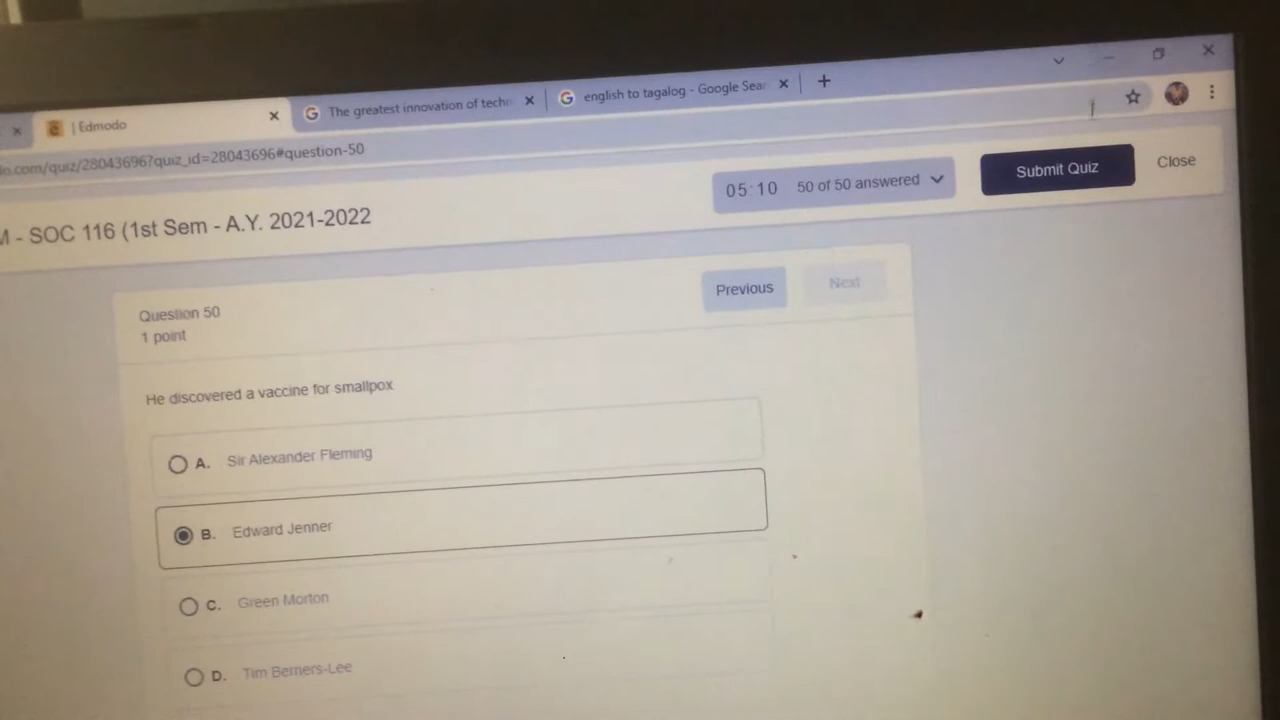 | Edmodo
The greatest innovation of techn
english to tagalog - Google Sear
do.com/quiz/28043696?quiz_id=28043696#question-50
M - SOC 116 (1st Sem - A.Y. 2021-2022
05:10 50 of 50 answered
Submit Quiz
Close
Question 50
1 point
Previous
Next
He discovered a vaccine for smallpox
A. Sir Alexander Fleming
B. Edward Jenner
C. Green Morton
D. Tim Berners-Lee